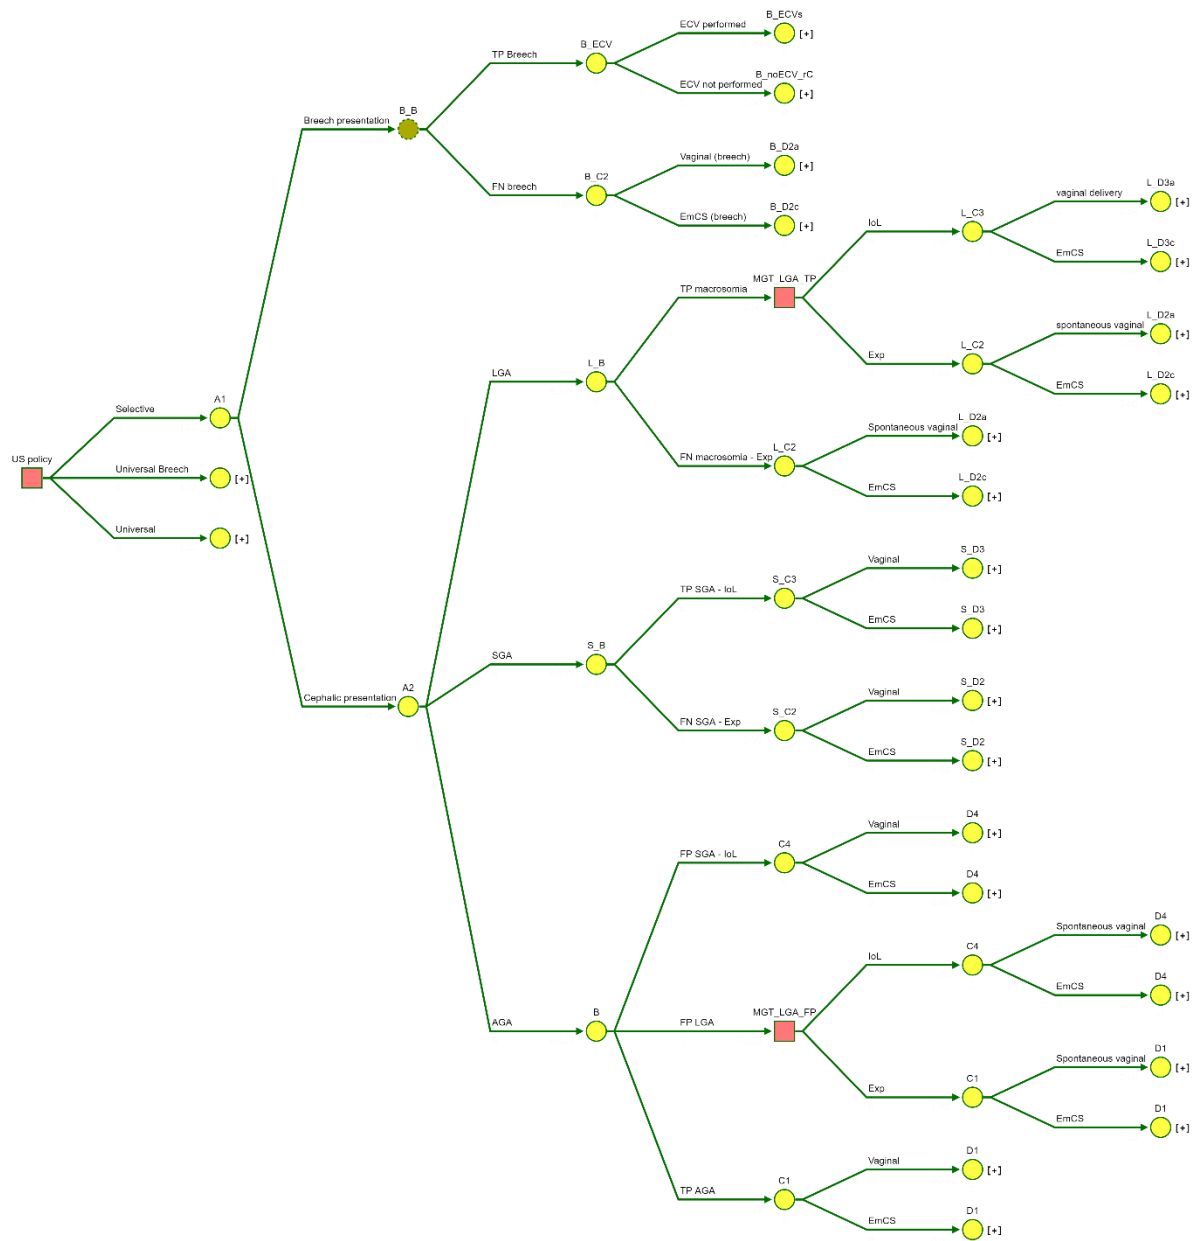 US policy
Selective
A1
Universal Breech
[+]
Universal
[+]
Breech presentation
B_B
TP Breech
B_ECV
ECV performed
B_ECVs
[+]
ECV not performed
B_noECV_rC
[+]
FN breech
B_C2
Vaginal (breech)
B_D2a
[+]
EmCS (breech)
B_D2c
[+]
Cephalic presentation
A2
LGA
L_B
TP macrosomia
MGT_LGA_TP
IoL
L_C3
vaginal delivery
L_D3a
[+]
EmCS
L_D3c
[+]
Exp
L_C2
spontaneous vaginal
L_D2a
[+]
EmCS
L_D2c
[+]
FN macrosomia - Exp
L_C2
Spontaneous vaginal
L_D2a
[+]
EmCS
L_D2c
[+]
SGA
S_B
TP SGA - IoL
S_C3
Vaginal
S_D3
[+]
EmCS
S_D3
[+]
FN SGA - Exp
S_C2
Vaginal
S_D2
[+]
EmCS
S_D2
[+]
AGA
B
FP SGA - IoL
C4
Vaginal
D4
[+]
EmCS
D4
[+]
FP LGA
MGT_LGA_FP
IoL
C4
Spontaneous vaginal
D4
[+]
EmCS
D4
[+]
Exp
C1
Spontaneous vaginal
D1
[+]
EmCS
D1
[+]
TP AGA
C1
Vaginal
D1
[+]
EmCS
D1
[+]